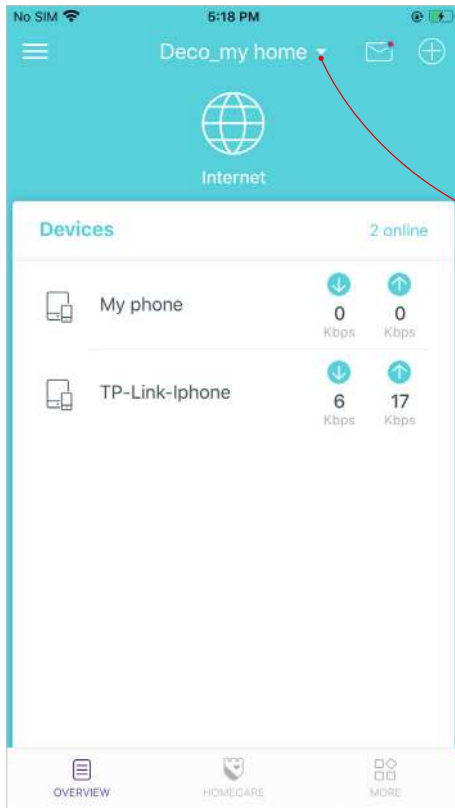 No SIM 5:18 PM
Deco_my home
Internet
Devices 2 online
My phone 0 0
Kbps Kbps
TP-Link-Iphone 6 17
Kbps Kbps
OVERVIEW HOMECARE MORE